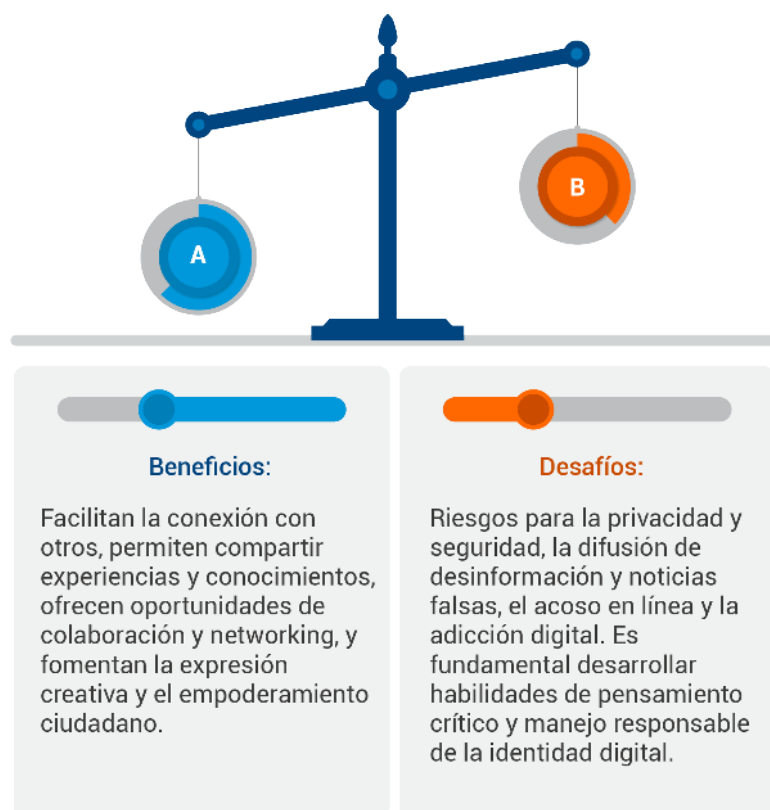 A
B
Beneficios:
Facilitan la conexión con
otros, permiten compartir
experiencias y conocimientos,
ofrecen oportunidades de
colaboración y networking, y
fomentan la expresión
creativa y el empoderamiento
ciudadano.
Desafíos:
Riesgos para la privacidad y
seguridad, la difusión de
desinformación y noticias
falsas, el acoso en línea y la
adicción digital. Es
fundamental desarrollar
habilidades de pensamiento
crítico y manejo responsable
de la identidad digital.